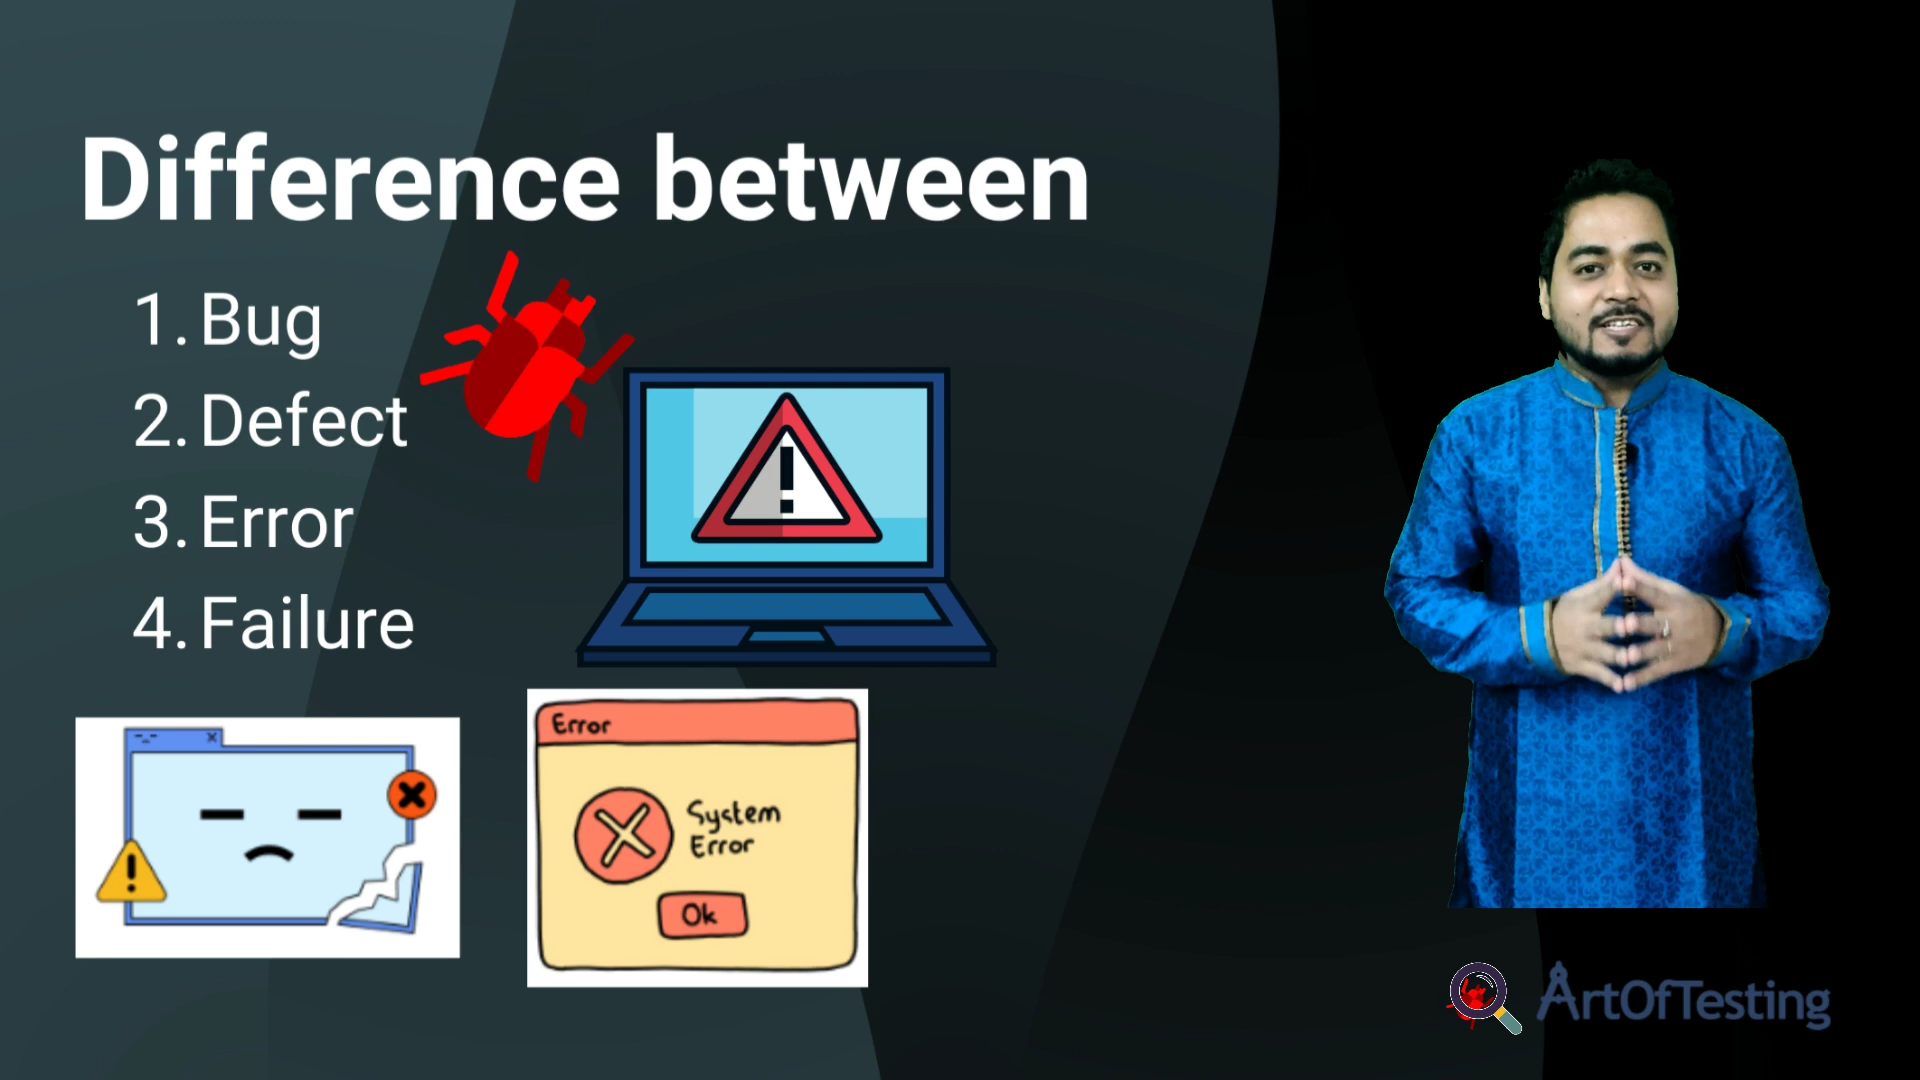 Difference between
1. Bug
2. Defect
3. Error
4. Failure
Error
System
Error
Ok
ArtOfTesting